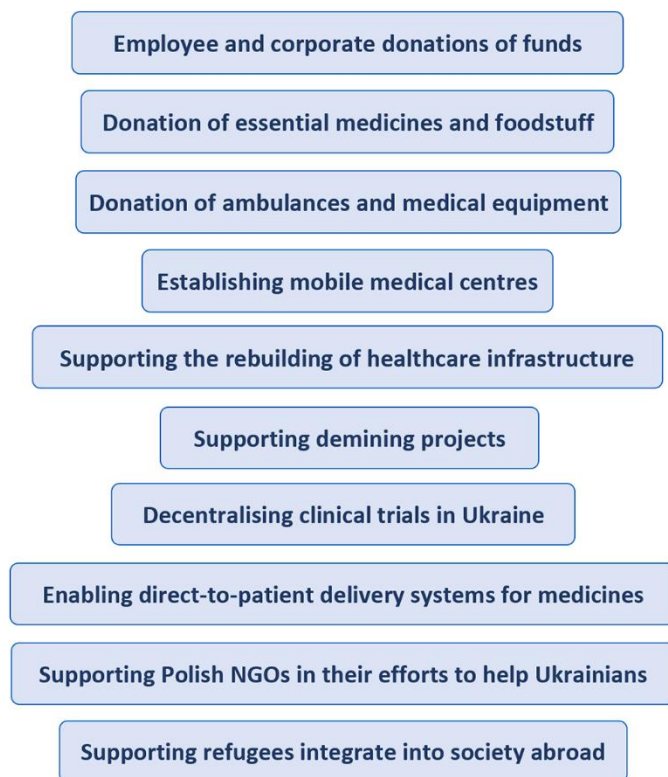 Employee and corporate donations of funds
Donation of essential medicines and foodstuff
Donation of ambulances and medical equipment
Establishing mobile medical centres
Supporting the rebuilding of healthcare infrastructure
Supporting demining projects
Decentralising clinical trials in Ukraine
Enabling direct-to-patient delivery systems for medicines
Supporting Polish NGOs in their efforts to help Ukrainians
Supporting refugees integrate into society abroad